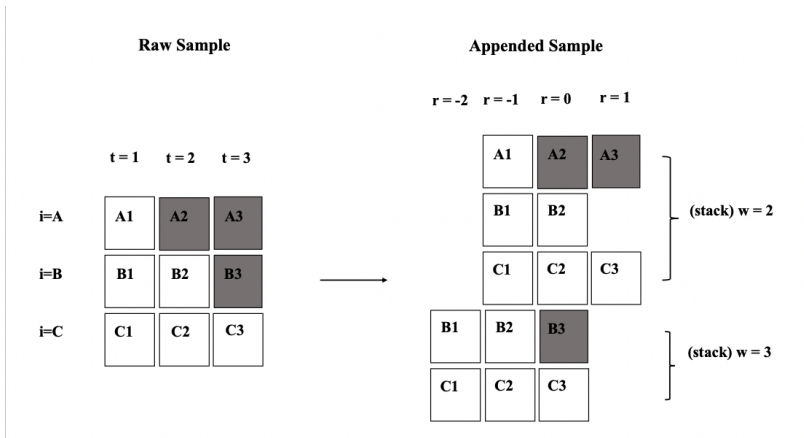 Raw Sample
Appended Sample
r = -2 r = -1 r = 0 r = 1
t = 1 t = 2 t = 3
A1 A2 A3
i=A A1 A2 A3
B1 B2
(stack) w = 2
i=B B1 B2 B3
C1 C2 C3
i=C C1 C2 C3
B1 B2 B3
(stack) w = 3
C1 C2 C3